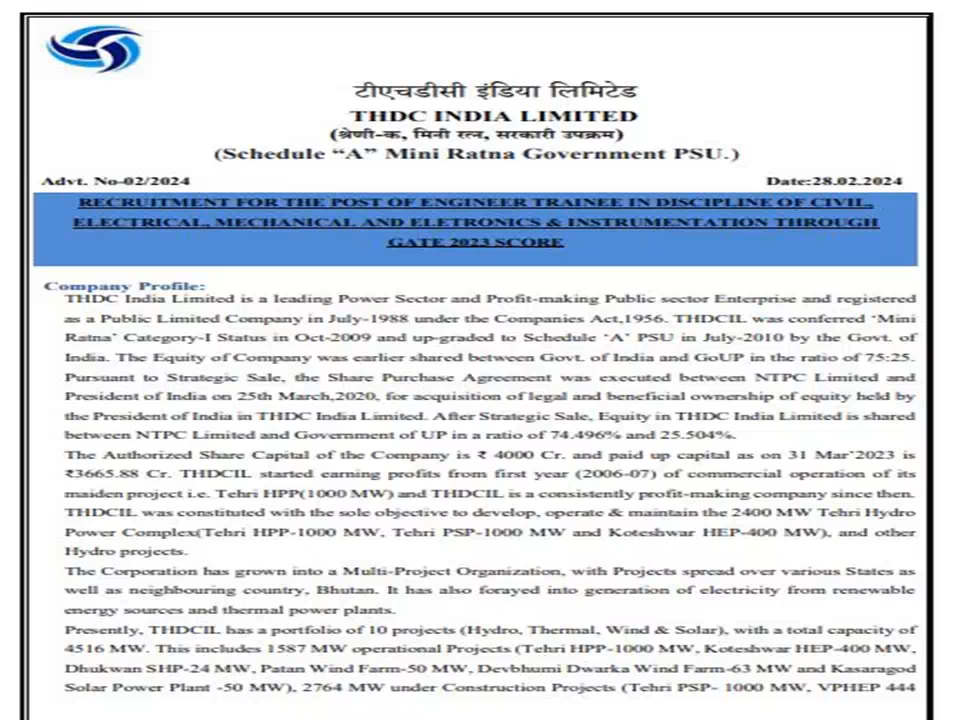 टीएचडीसी इंडिया लिमिटेड
THDC INDIA LIMITED
(श्रेणी-क, मिनी रत्न, सरकारी उपक्रम)
(Schedule “A” Mini Ratna Government PSU.)
Advt. No-02/2024 Date:28.02.2024
RECRUITMENT FOR THE POST OF ENGINEER TRAINEE IN DISCIPLINE OF CIVIL,
ELECTRICAL, MECHANICAL AND ELETRONICS & INSTRUMENTATION THROUGH
GATE 2023 SCORE
Company Profile:
THDC India Limited is a leading Power Sector and Profit-making Public sector Enterprise and registered
as a Public Limited Company in July-1988 under the Companies Act,1956. THDCIL was conferred ‘Mini
Ratna’ Category-I Status in Oct-2009 and up-graded to Schedule ‘A’ PSU in July-2010 by the Govt. of
India. The Equity of Company was earlier shared between Govt. of India and GoUP in the ratio of 75:25.
Pursuant to Strategic Sale, the Share Purchase Agreement was executed between NTPC Limited and
President of India on 25th March,2020, for acquisition of legal and beneficial ownership of equity held by
the President of India in THDC India Limited. After Strategic Sale, Equity in THDC India Limited is shared
between NTPC Limited and Government of UP in a ratio of 74.496% and 25.504%.
The Authorized Share Capital of the Company is ₹ 4000 Cr. and paid up capital as on 31 Mar’2023 is
₹3665.88 Cr. THDCIL started earning profits from first year (2006-07) of commercial operation of its
maiden project i.e. Tehri HPP(1000 MW) and THDCIL is a consistently profit-making company since then.
THDCIL was constituted with the sole objective to develop, operate & maintain the 2400 MW Tehri Hydro
Power Complex(Tehri HPP-1000 MW, Tehri PSP-1000 MW and Koteshwar HEP-400 MW), and other
Hydro projects.
The Corporation has grown into a Multi-Project Organization, with Projects spread over various States as
well as neighbouring country, Bhutan. It has also forayed into generation of electricity from renewable
energy sources and thermal power plants.
Presently, THDCIL has a portfolio of 10 projects (Hydro, Thermal, Wind & Solar), with a total capacity of
4516 MW. This includes 1587 MW operational Projects (Tehri HPP-1000 MW, Koteshwar HEP-400 MW,
Dhukwan SHP-24 MW, Patan Wind Farm-50 MW, Devbhumi Dwarka Wind Farm-63 MW and Kasaragod
Solar Power Plant -50 MW), 2764 MW under Construction Projects (Tehri PSP- 1000 MW, VPHEP 444